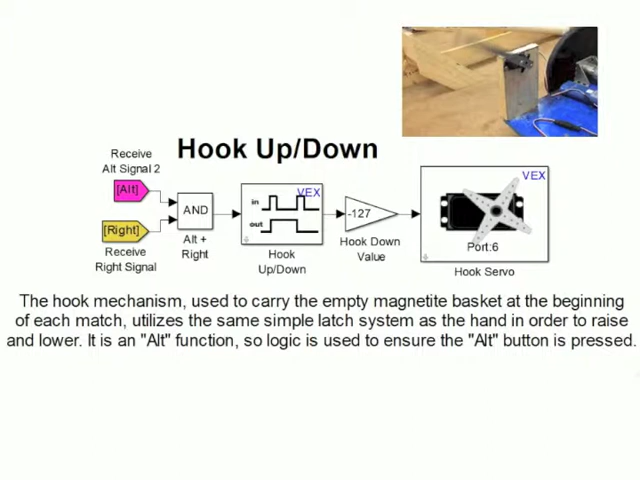 Hook Up/Down
Receive
Alt Signal 2
[Alt]
[Right]
Receive
Right Signal
AND
Alt +
Right
VEX
in
out
Hook
Up/Down
-127
Hook Down
Value
VEX
Port:6
Hook Servo
The hook mechanism, used to carry the empty magnetite basket at the beginning
of each match, utilizes the same simple latch system as the hand in order to raise
and lower. It is an "Alt" function, so logic is used to ensure the "Alt" button is pressed.